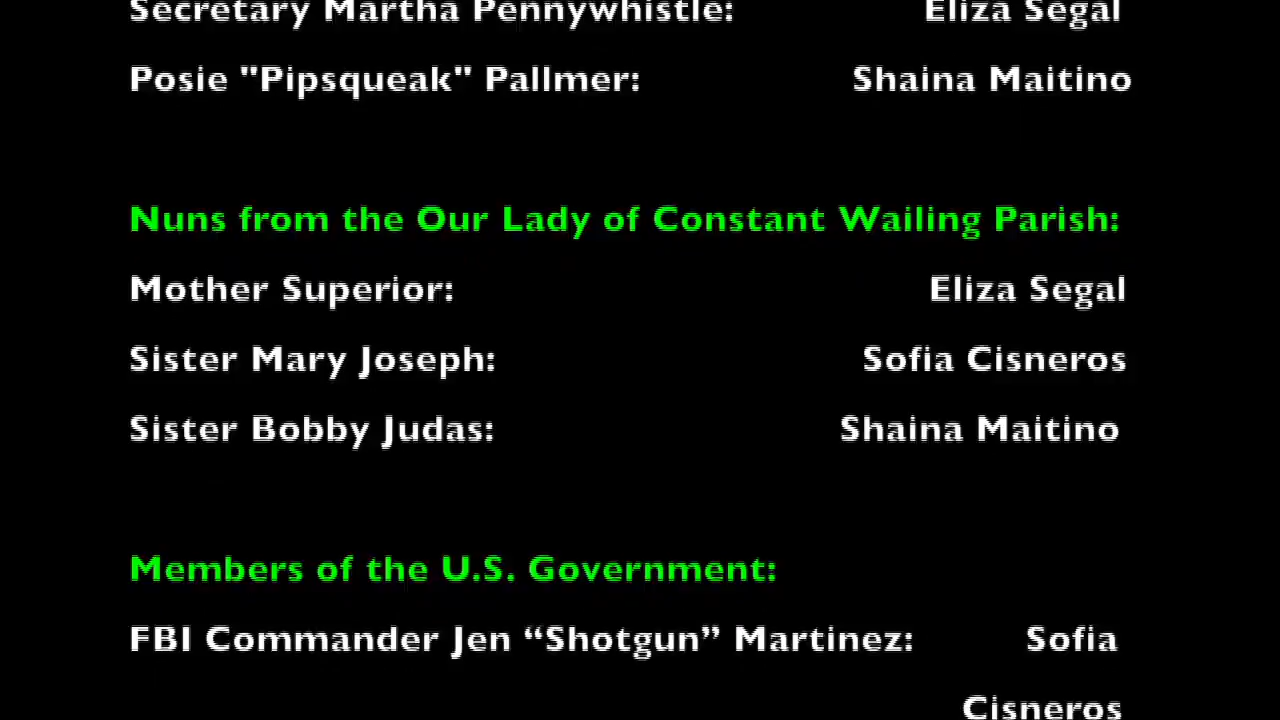 Secretary Martha Pennywhistle: Eliza Segal
Posie "Pipsqueak" Pallmer: Shaina Maitino
Nuns from the Our Lady of Constant Wailing Parish:
Mother Superior: Eliza Segal
Sister Mary Joseph: Sofia Cisneros
Sister Bobby Judas: Shaina Maitino
Members of the U.S. Government:
FBI Commander Jen “Shotgun” Martinez: Sofia
Cisneros